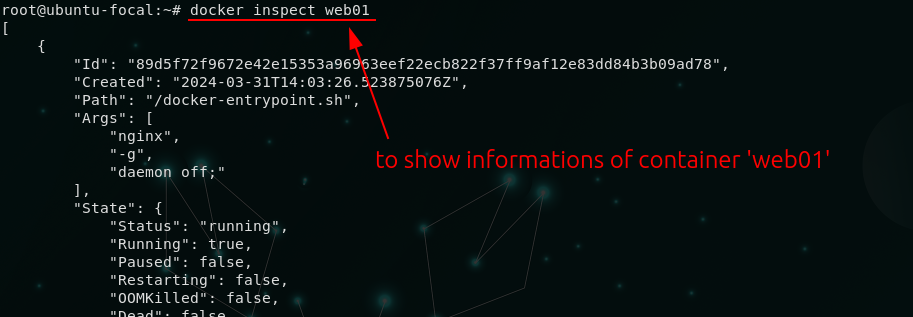 root@ubuntu-focal:~# docker inspect web01
[
    {
        "Id": "89d5f72f9672e42e15353a96963eef22ecb822f37ff9af12e83dd84b3b09ad78",
        "Created": "2024-03-31T14:03:26.523875076Z",
        "Path": "/docker-entrypoint.sh",
        "Args": [
            "nginx",
            "-g",
            "daemon off;"
to show informations of container 'web01'
        ],
        "State": {
            "Status": "running",
            "Running": true,
            "Paused": false,
            "Restarting": false,
            "OOMKilled": false,
            "Dead": false,